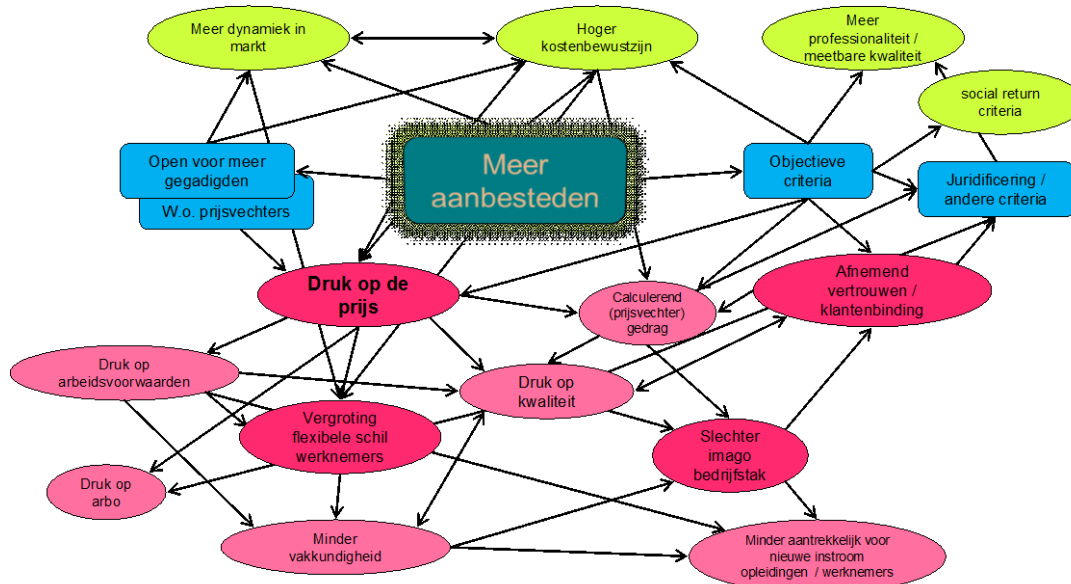 Meer dynamiek in
markt
Hoger
kostenbewustzijn
Meer
professionaliteit /
meetbare kwaliteit
social return
criteria
Open voor meer
gegadigden
W.o. prijsvechters
Meer
aanbesteden
Objectieve
criteria
Juridificering /
andere criteria
Druk op de
prijs
Calculerend
(prijsvechter)
gedrag
Afnemend
vertrouwen /
klantenbinding
Druk op
arbeidsvoorwaarden
Druk op
kwaliteit
Vergroting
flexibele schil
werknemers
Slechter
imago
bedrijfstak
Druk op
arbo
Minder
vakkundigheid
Minder aantrekkelijk voor
nieuwe instroom
opleidingen / werknemers